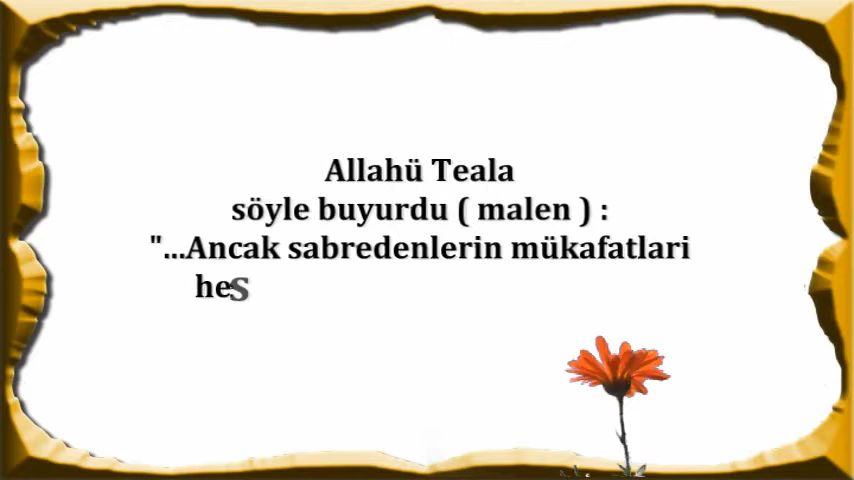 Allahü Teala
söyle buyurdu ( malen ) :
"...Ancak sabredenlerin mükafatlari
hes